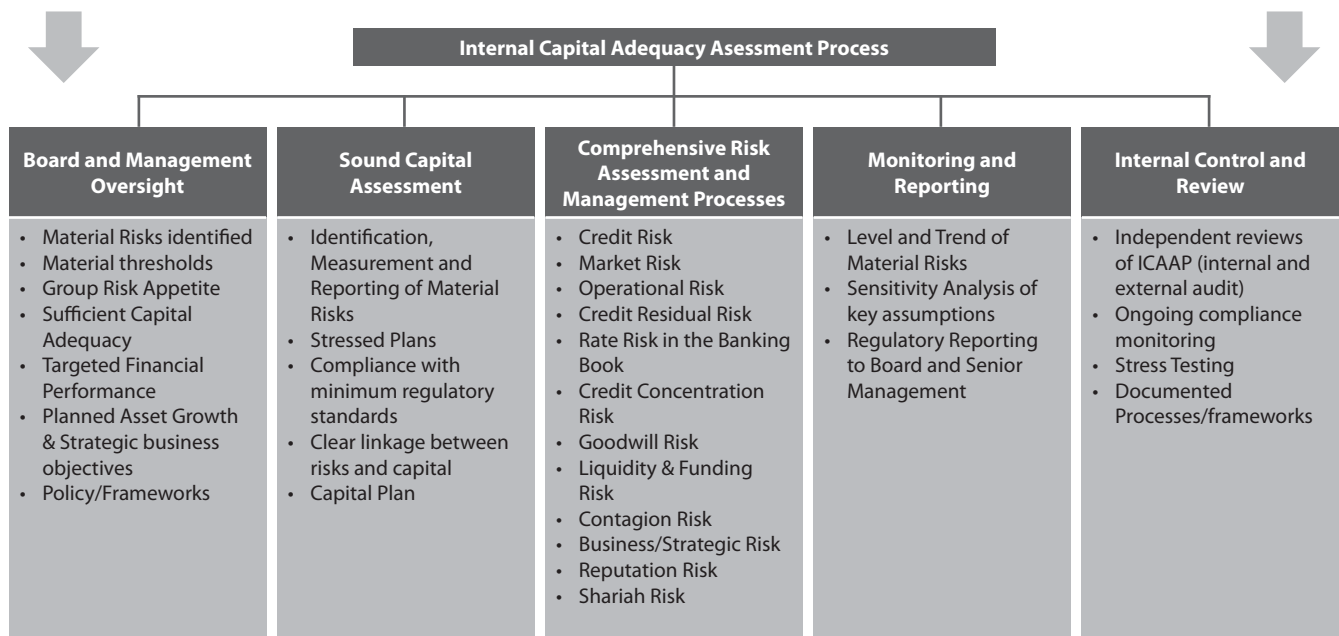 Internal Capital Adequacy Asessment Process
Board and Management
Oversight
• Material Risks identified
• Material thresholds
• Group Risk Appetite
• Sufficient Capital
Adequacy
• Targeted Financial
Performance
• Planned Asset Growth
& Strategic business
objectives
• Policy/Frameworks
Sound Capital
Assessment
• Identification,
Measurement and
Reporting of Material
Risks
• Stressed Plans
• Compliance with
minimum regulatory
standards
• Clear linkage between
risks and capital
• Capital Plan
Comprehensive Risk
Assessment and
Management Processes
• Credit Risk
• Market Risk
• Operational Risk
• Credit Residual Risk
• Rate Risk in the Banking
Book
• Credit Concentration
Risk
• Goodwill Risk
• Liquidity & Funding
Risk
• Contagion Risk
• Business/Strategic Risk
• Reputation Risk
• Shariah Risk
Monitoring and
Reporting
• Level and Trend of
Material Risks
• Sensitivity Analysis of
key assumptions
• Regulatory Reporting
to Board and Senior
Management
Internal Control and
Review
• Independent reviews
of ICAAP (internal and
external audit)
• Ongoing compliance
monitoring
• Stress Testing
• Documented
Processes/frameworks